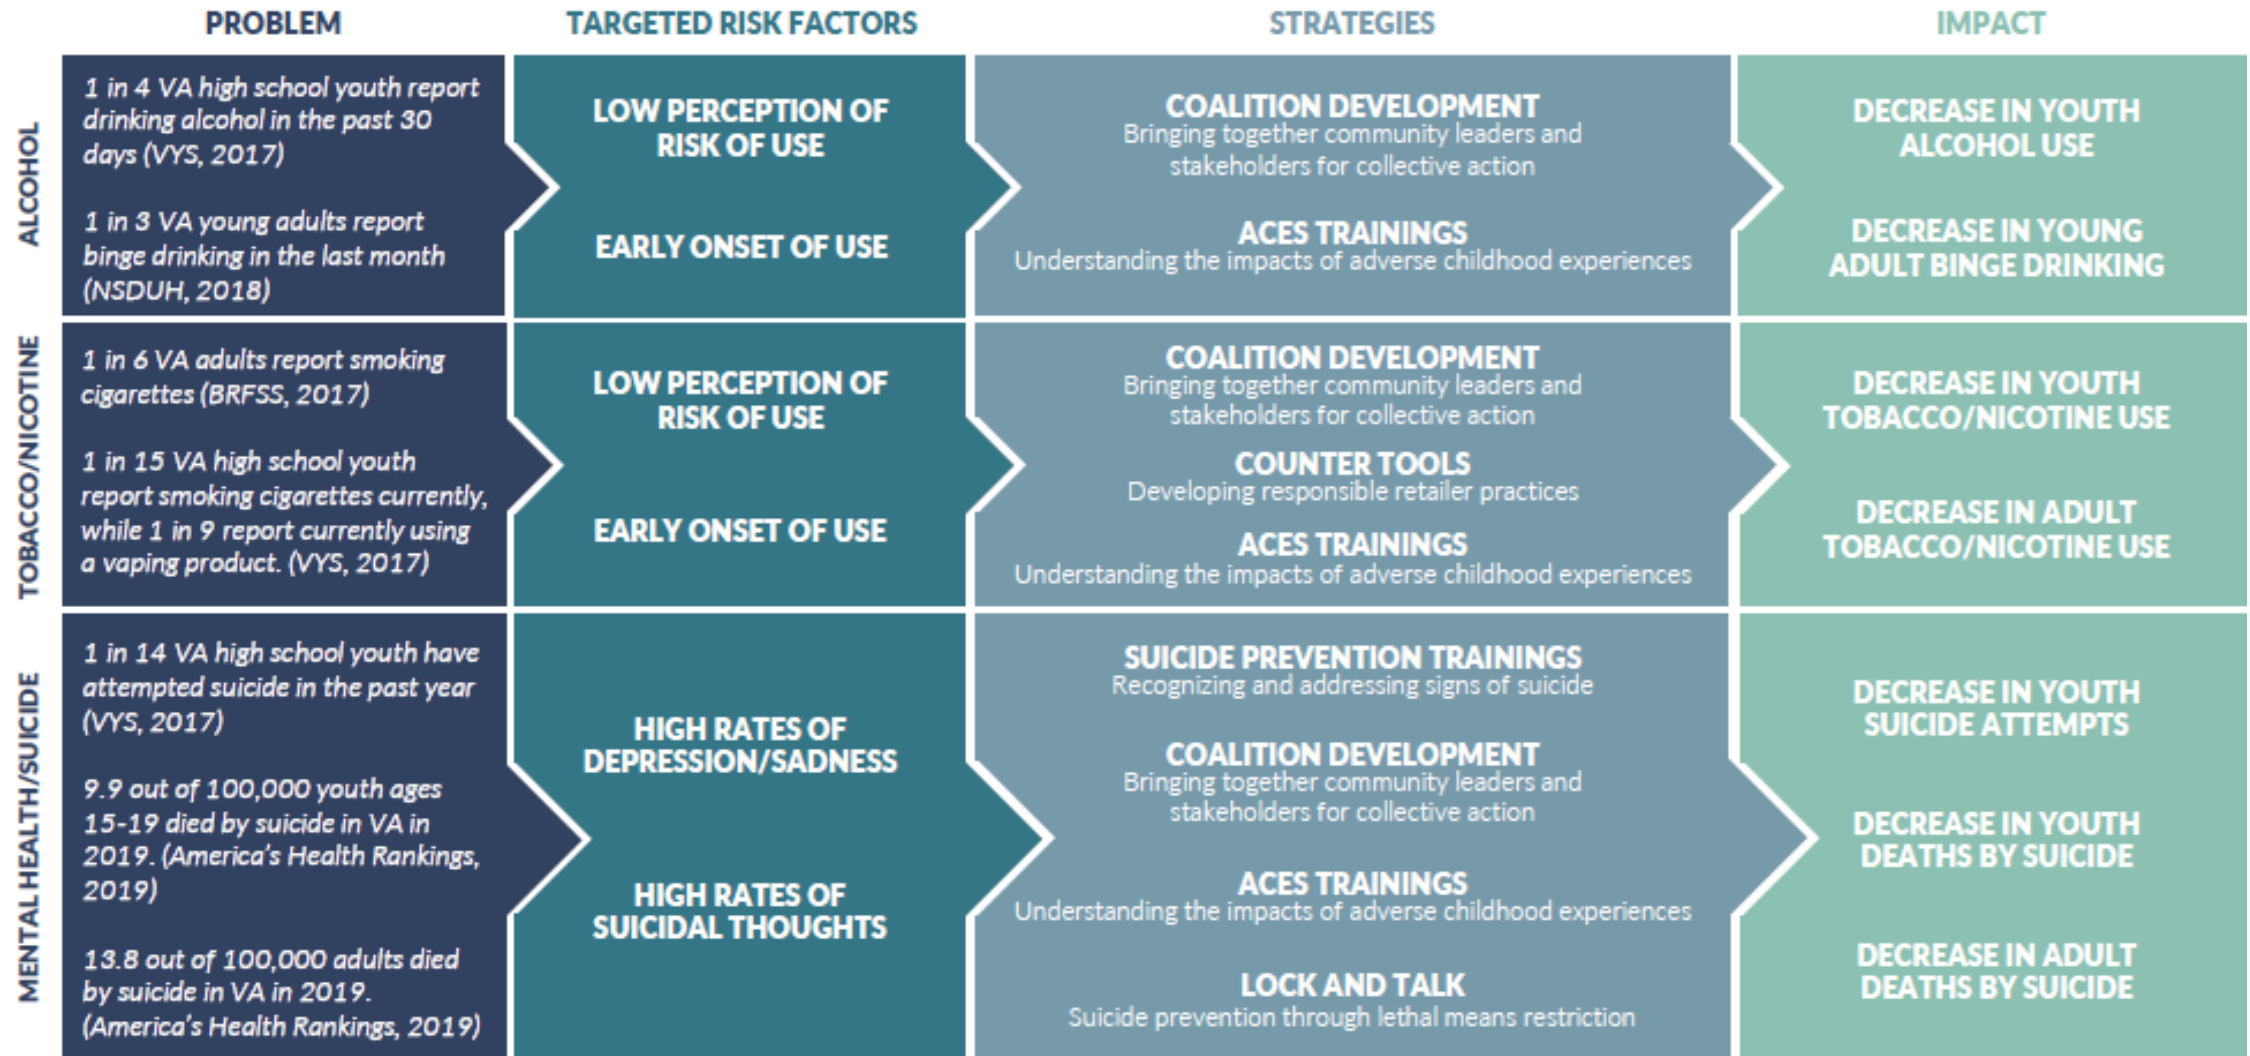 PROBLEM
TARGETED RISK FACTORS
STRATEGIES
IMPACT
ALCOHOL
1 in 4 VA high school youth report
drinking alcohol in the past 30
days (VYS, 2017)
1 in 3 VA young adults report
binge drinking in the last month
(NSDUH, 2018)
LOW PERCEPTION OF
RISK OF USE
EARLY ONSET OF USE
COALITION DEVELOPMENT
Bringing together community leaders and
stakeholders for collective action
ACES TRAININGS
Understanding the impacts of adverse childhood experiences
DECREASE IN YOUTH
ALCOHOL USE
DECREASE IN YOUNG
ADULT BINGE DRINKING
TOBACCO/NICOTINE
1 in 6 VA adults report smoking
cigarettes (BRFSS, 2017)
1 in 15 VA high school youth
report smoking cigarettes currently,
while 1 in 9 report currently using
a vaping product. (VYS, 2017)
LOW PERCEPTION OF
RISK OF USE
EARLY ONSET OF USE
COALITION DEVELOPMENT
Bringing together community leaders and
stakeholders for collective action
COUNTER TOOLS
Developing responsible retailer practices
ACES TRAININGS
Understanding the impacts of adverse childhood experiences
DECREASE IN YOUTH
TOBACCO/NICOTINE USE
DECREASE IN ADULT
TOBACCO/NICOTINE USE
MENTAL HEALTH/SUICIDE
1 in 14 VA high school youth have
attempted suicide in the past year
(VYS, 2017)
9.9 out of 100,000 youth ages
15-19 died by suicide in VA in
2019. (America's Health Rankings,
2019)
13.8 out of 100,000 adults died
by suicide in VA in 2019.
(America's Health Rankings, 2019)
HIGH RATES OF
DEPRESSION/SADNESS
HIGH RATES OF
SUICIDAL THOUGHTS
SUICIDE PREVENTION TRAININGS
Recognizing and addressing signs of suicide
COALITION DEVELOPMENT
Bringing together community leaders and
stakeholders for collective action
ACES TRAININGS
Understanding the impacts of adverse childhood experiences
LOCK AND TALK
Suicide prevention through lethal means restriction
DECREASE IN YOUTH
SUICIDE ATTEMPTS
DECREASE IN YOUTH
DEATHS BY SUICIDE
DECREASE IN ADULT
DEATHS BY SUICIDE